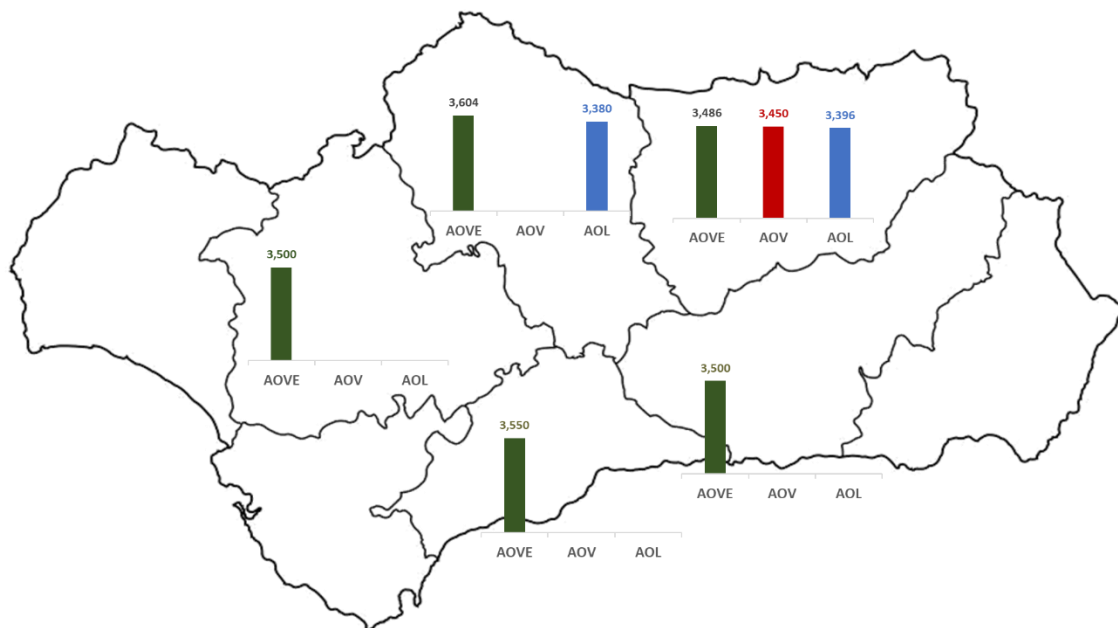 3,604
3,380
AOVE AOV AOL
3,486
3,450
3,396
AOVE AOV AOL
3,500
AOVE AOV AOL
3,500
AOVE AOV AOL
3,550
AOVE AOV AOL